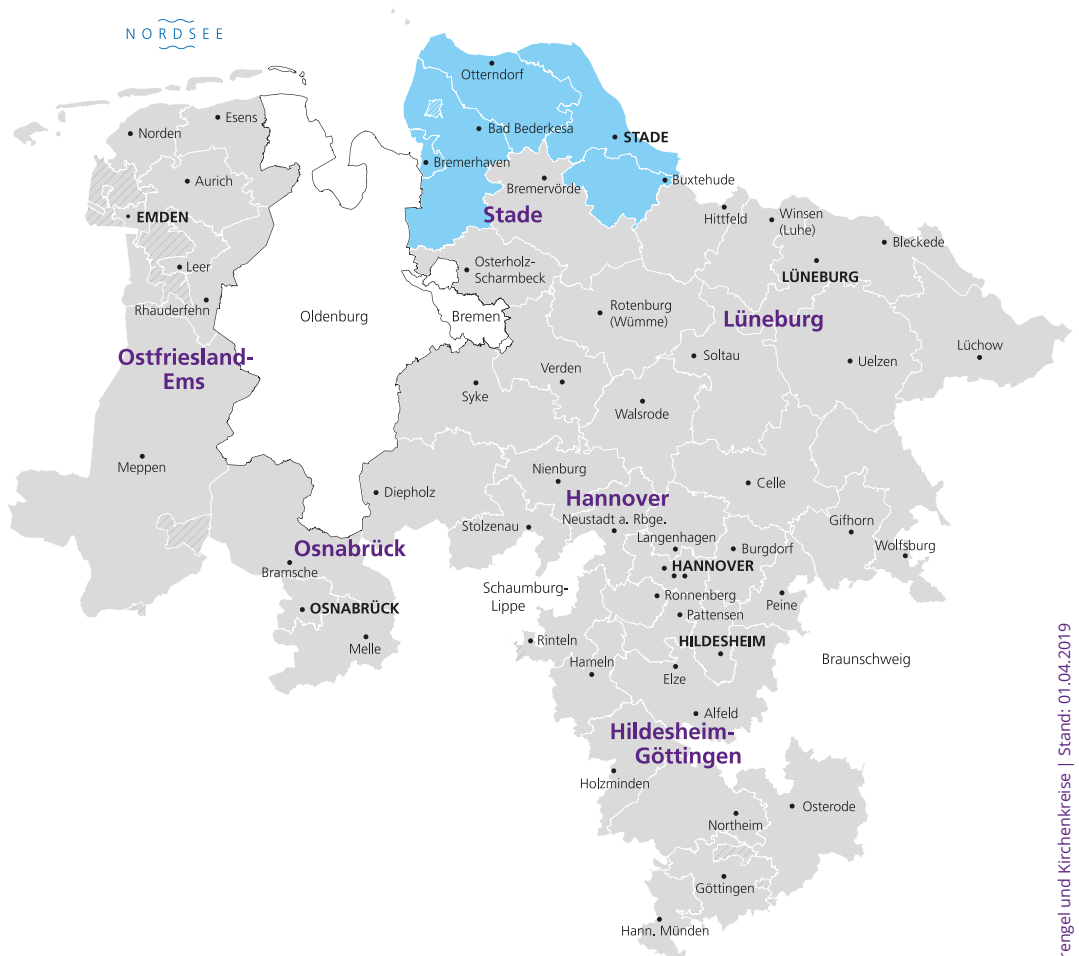 NORDSEE
Otterndorf
Esens
Norden
Bad Bederkesa
STADE
Bremerhaven
Aurich
Bremervörde
Buxtehude
EMDEN
Stade
Hittfeld
Winsen
(Luhe)
Bleckede
Leer
Osterholz-
Scharmbeck
LÜNEBURG
Rhauderfehn
Oldenburg
Bremen
Rotenburg
(Wümme)
Lüneburg
Ostfriesland-
Ems
Soltau
Uelzen
Lüchow
Verden
Syke
Walsrode
Meppen
Nienburg
Celle
Diepholz
Hannover
Stolzenau
Neustadt a. Rbge.
Gifhorn
Langenhagen
Osnabrück
Burgdorf
Wolfsburg
Bramsche
HANNOVER
Schaumburg-
Lippe
Ronnenberg
Peine
OSNABRÜCK
Pattensen
Rinteln
HILDESHEIM
Melle
Hameln
Elze
Braunschweig
Alfeld
Hildesheim-
Göttingen
Holzminden
Osterode
Northeim
Göttingen
Hann. Münden
engel und Kirchenkreise | Stand: 01.04.2019